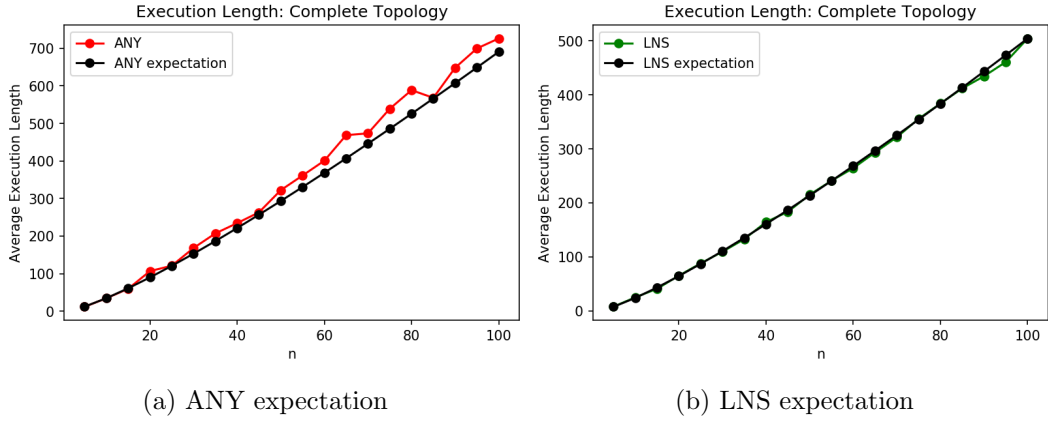 Execution Length: Complete Topology
ANY
ANY expectation
Average Execution Length
700
600
500
400
300
200
100
0
20
40
60
80
100
n
(a) ANY expectation
Execution Length: Complete Topology
LNS
LNS expectation
Average Execution Length
500
400
300
200
100
0
20
40
60
80
100
n
(b) LNS expectation